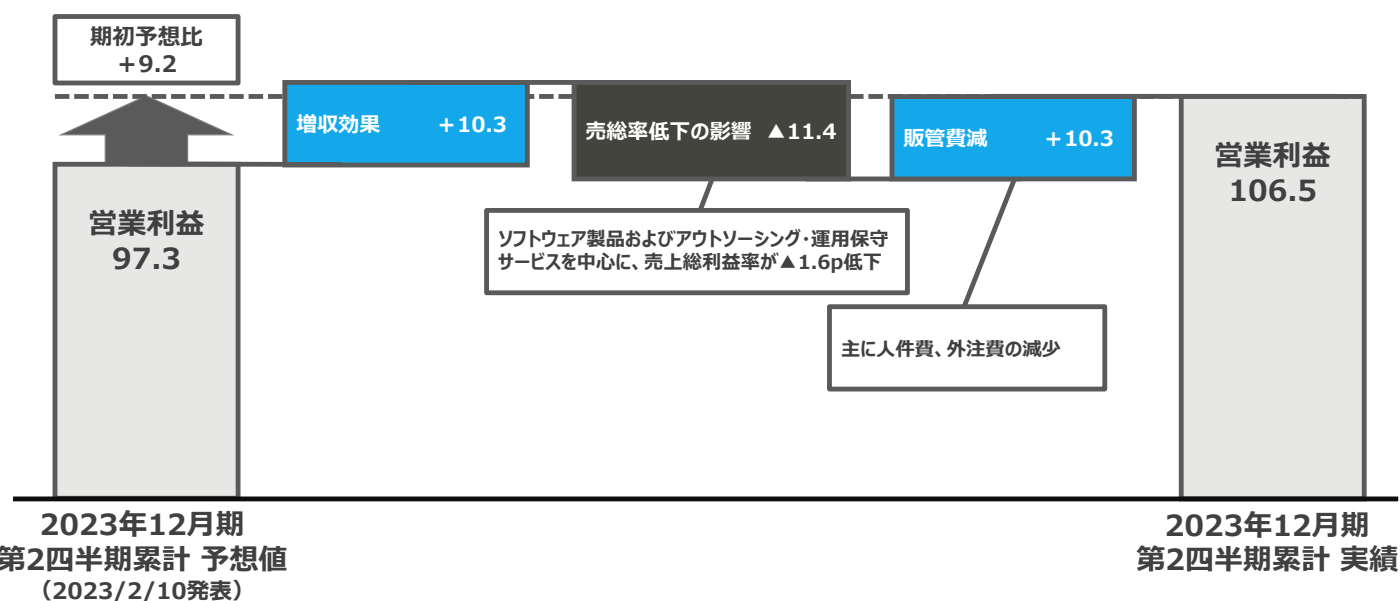 期初予想比
+9.2
増収効果 +10.3
売総率低下の影響 ▲11.4
販管費減 +10.3
営業利益
97.3
営業利益
106.5
ソフトウェア製品およびアウトソーシング・運用保守
サービスを中心に、売上総利益率が▲1.6p低下
主に人件費、外注費の減少
2023年12月期
第2四半期累計 予想値
（2023/2/10発表）
2023年12月期
第2四半期累計 実績